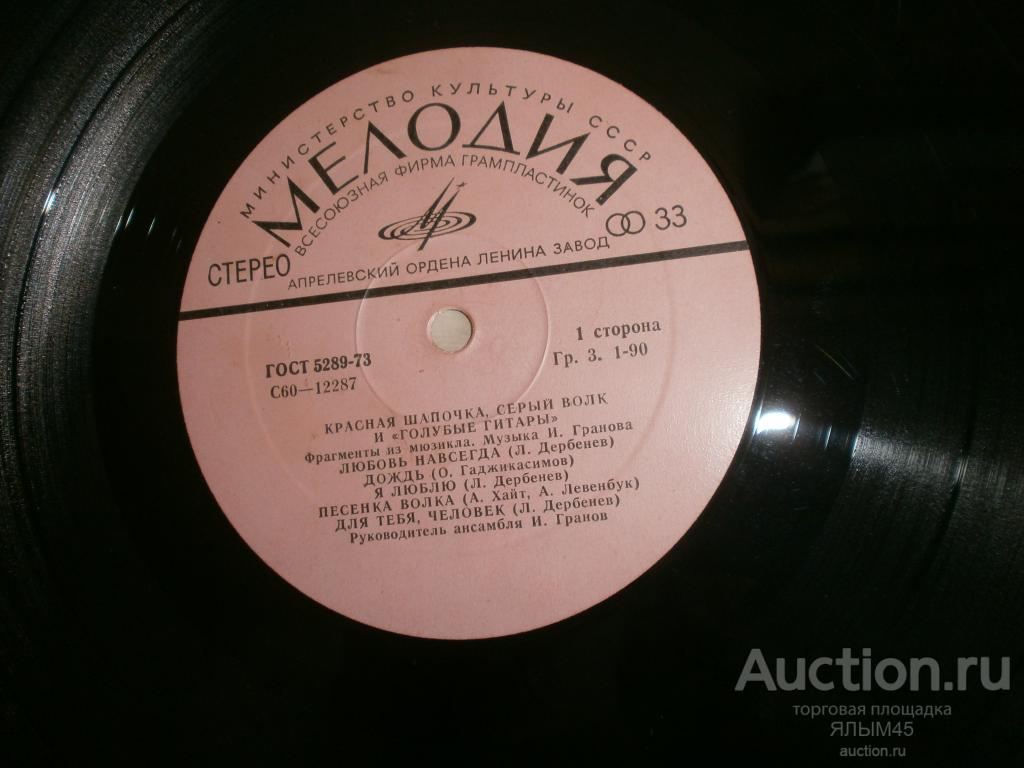 МИНИСТЕРСТВО КУЛЬТУРЫ СССР
МЕЛОДИЯ
ВСЕСОЮЗНАЯ ФИРМА ГРАМПЛАСТИНОК
СТЕРЕО
АПРЕЛЕВСКИЙ ОРДЕНА ЛЕНИНА ЗАВОД
33
ГОСТ 5289-73
С60—12287
1 сторона
Гр. 3. 1-90
КРАСНАЯ ШАПОЧКА, СЕРЫЙ ВОЛК
И «ГОЛУБЫЕ ГИТАРЫ»
Фрагменты из мюзикла. Музыка И. Гранова
ЛЮБОВЬ НАВСЕГДА (Л. Дербенев)
ДОЖДЬ (О. Гаджикасимов)
Я ЛЮБЛЮ (Л. Дербенев)
ПЕСЕНКА ВОЛКА (А. Хайт, А. Левенбук)
ДЛЯ ТЕБЯ, ЧЕЛОВЕК (Л. Дербенев)
Руководитель ансамбля И. Гранов
Auction.ru
торговая площадка
ЯЛЫМ45
auction.ru